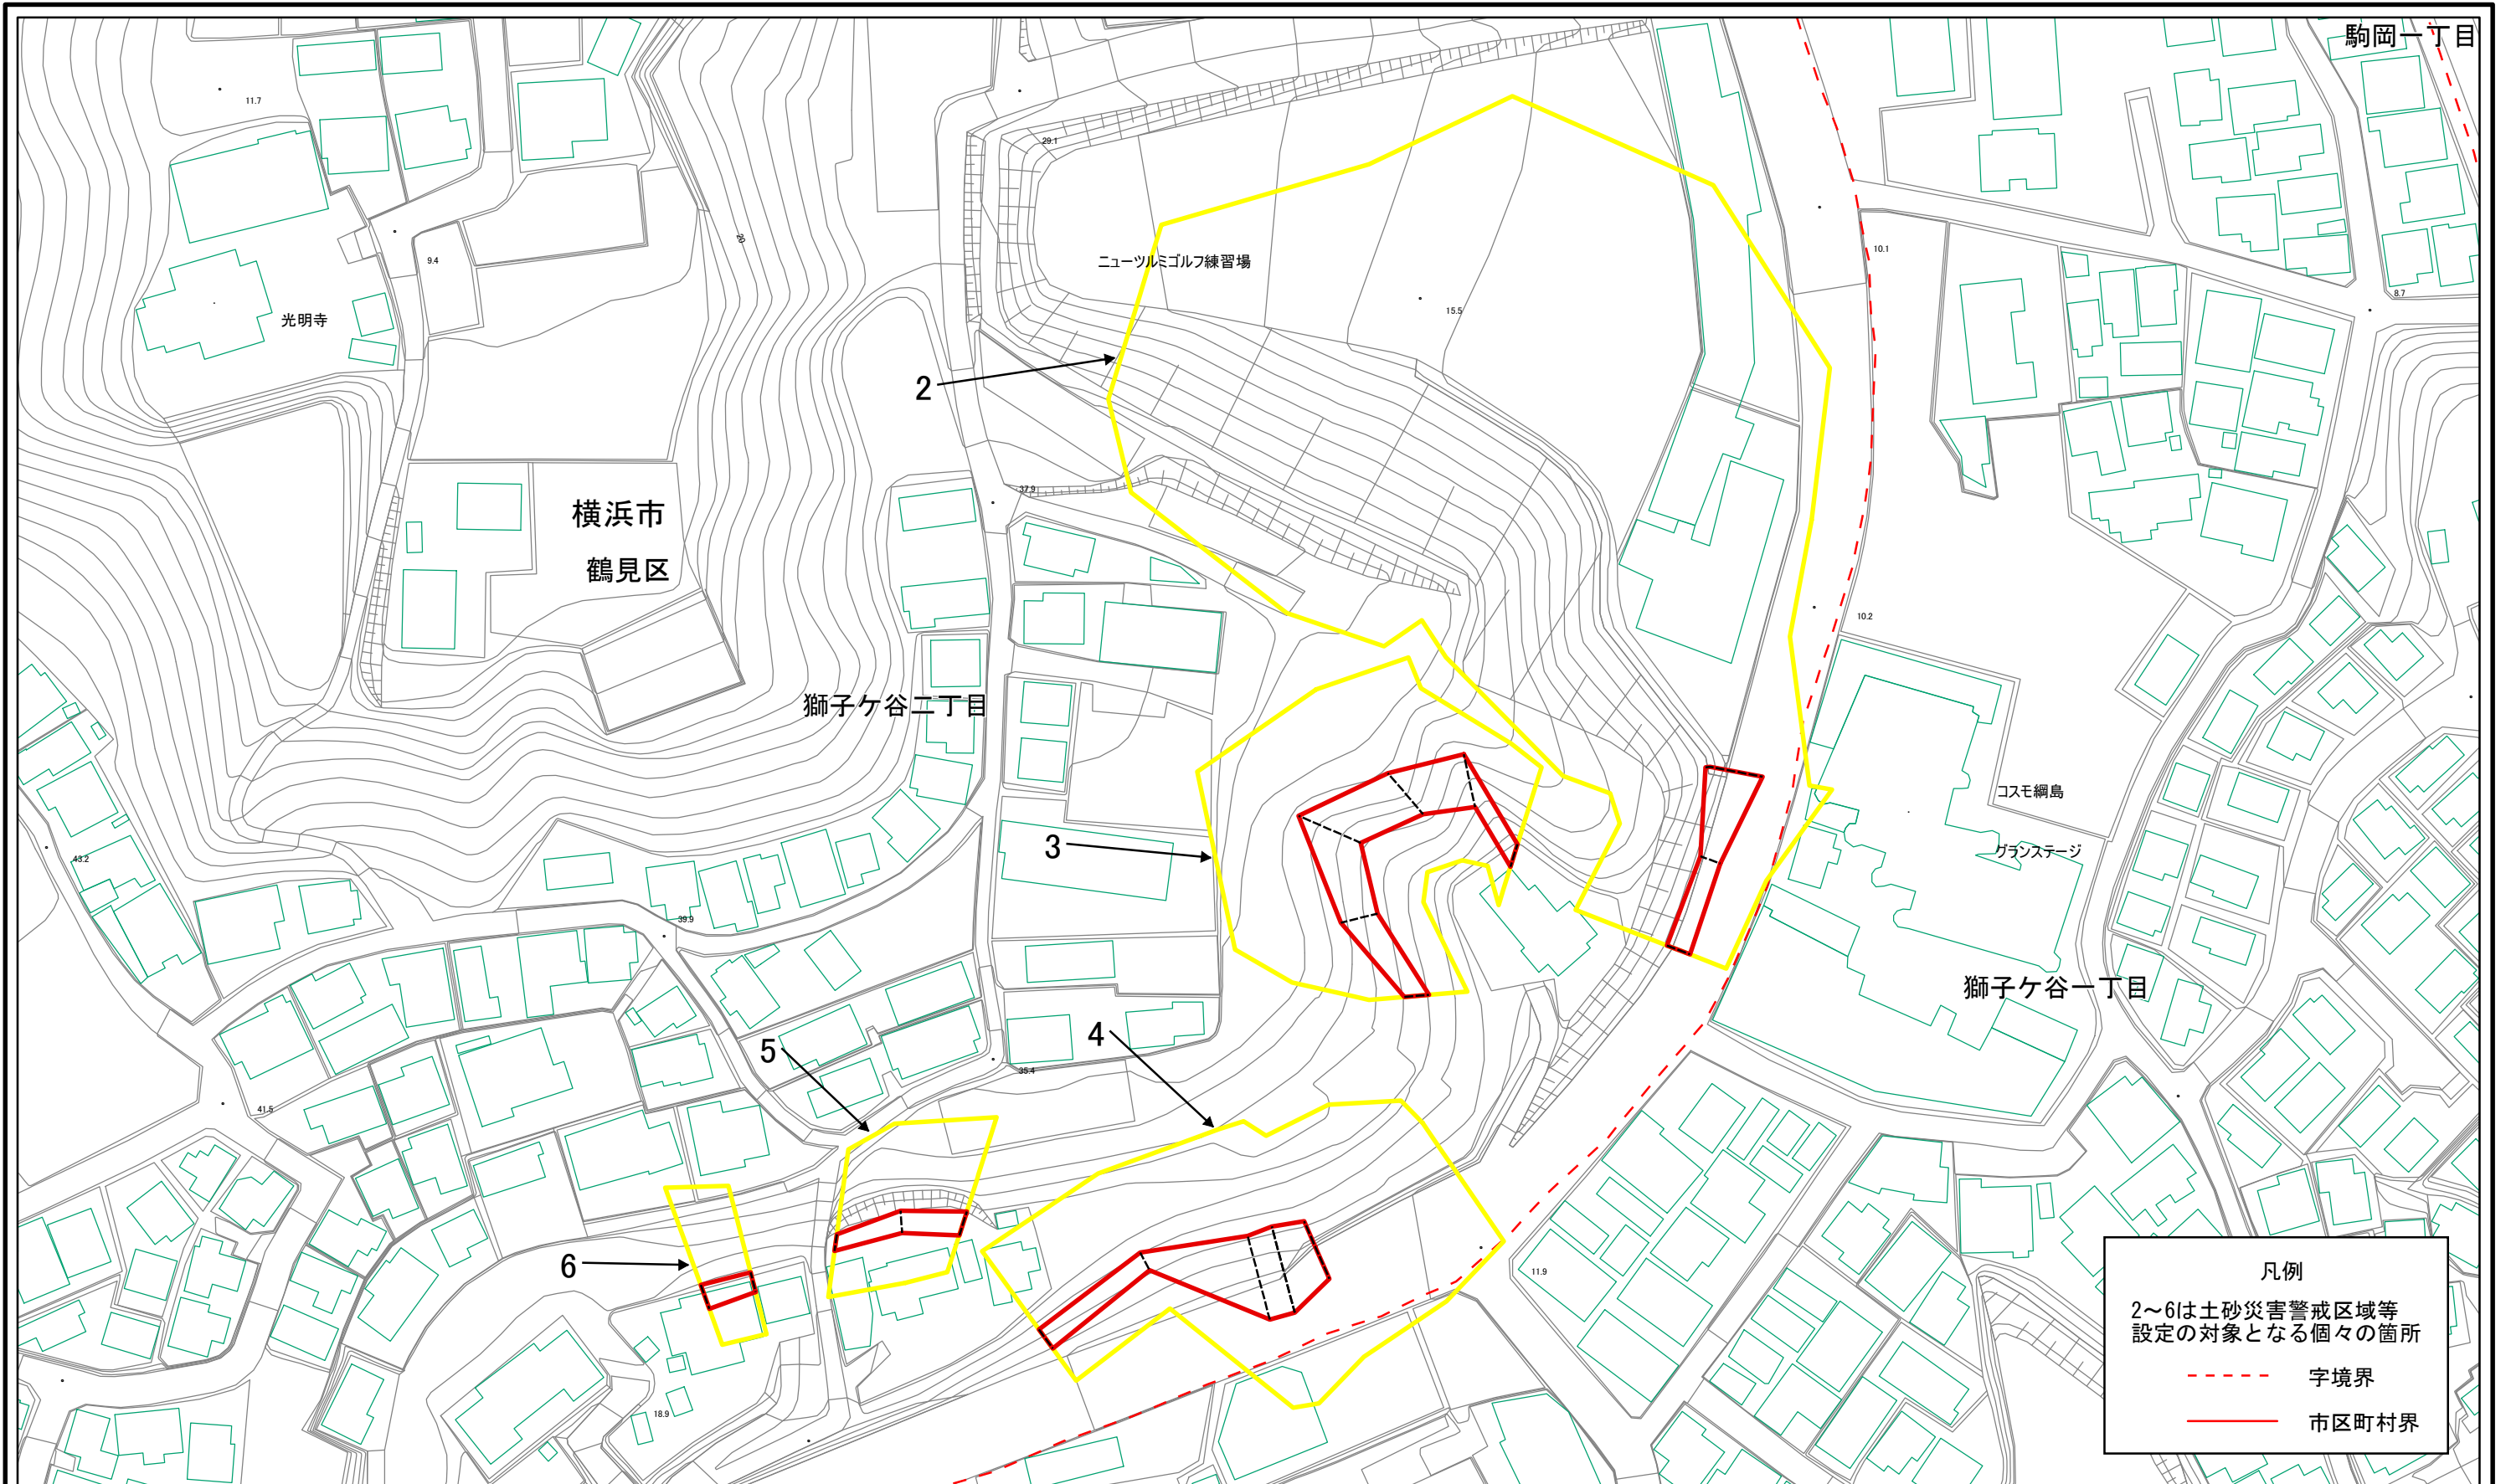 駒岡一丁目
11.7
29.1
20
10.1
9.4
ニューツルミゴルフ練習場
15.5
8.7
光明寺
2
37.9
横浜市
鶴見区
10.2
獅子ケ谷二丁目
コスモ綱島
3
グランステージ
43.2
39.9
獅子ケ谷一丁目
4
5
35.4
41.5
6
11.9
18.9
凡例
2～6は土砂災害警戒区域等
設定の対象となる個々の箇所
字境界
市区町村界